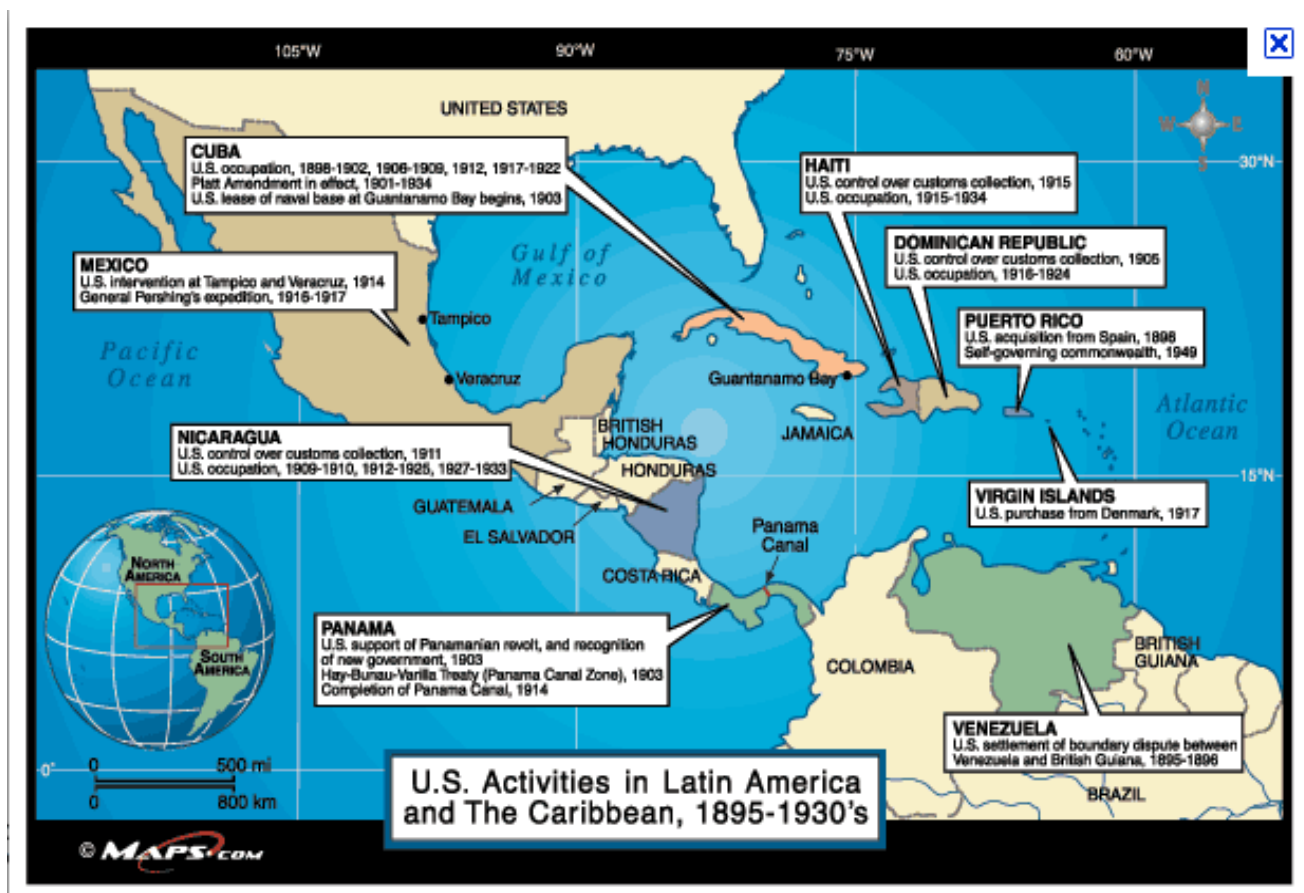 105°W
90°W
75°W
60°W
N
W
E
S
UNITED STATES
30°N
CUBA
U.S. occupation, 1898-1902, 1906-1909, 1912, 1917-1922
Platt Amendment in effect, 1901-1934
U.S. lease of naval base at Guantanamo Bay begins, 1903
HAITI
U.S. control over customs collection, 1915
U.S. occupation, 1915-1934
DOMINICAN REPUBLIC
U.S. control over customs collection, 1905
U.S. occupation, 1916-1924
Gulf of
Mexico
MEXICO
U.S. intervention at Tampico and Veracruz, 1914
General Pershing's expedition, 1916-1917
PUERTO RICO
U.S. acquisition from Spain, 1898
Self-governing commonwealth, 1949
Tampico
Pacific
Ocean
Veracruz
Guantanamo Bay
Atlantic
Ocean
JAMAICA
BRITISH
HONDURAS
NICARAGUA
U.S. control over customs collection, 1911
U.S. occupation, 1909-1910, 1912-1925, 1927-1933
HONDURAS
15°N
VIRGIN ISLANDS
U.S. purchase from Denmark, 1917
GUATEMALA
EL SALVADOR
Panama
Canal
COSTA RICA
NORTH
AMERICA
SOUTH
AMERICA
PANAMA
U.S. support of Panamanian revolt, and recognition
of new government, 1903
Hay-Bunau-Varilla Treaty (Panama Canal Zone), 1903
Completion of Panama Canal, 1914
COLOMBIA
BRITISH
GUIANA
VENEZUELA
U.S. settlement of boundary dispute between
Venezuela and British Guiana, 1895-1896
BRAZIL
0 500 mi
0 800 km
0°
U.S. Activities in Latin America
and The Caribbean, 1895-1930's
© MAPS.COM